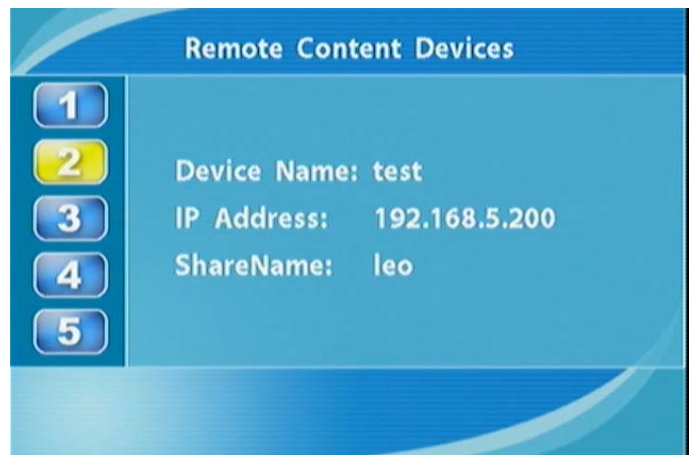 Remote Content Devices
1
2
3
4
5
Device Name: test
IP Address: 192.168.5.200
ShareName: leo